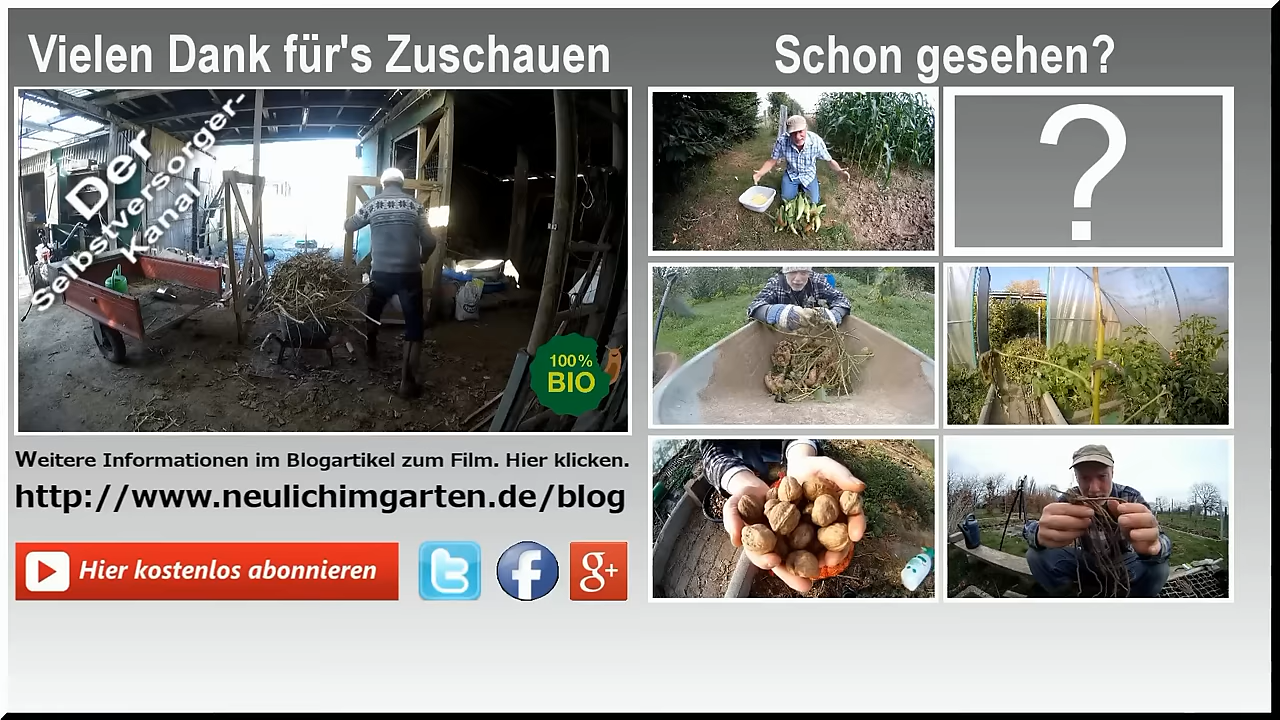 Vielen Dank für's Zuschauen
Schon gesehen?
Der
Selbstversorger-
Kanal
100%
BIO
?
Weitere Informationen im Blogartikel zum Film. Hier klicken.
http://www.neulichimgarten.de/blog
Hier kostenlos abonnieren
t
f
g+